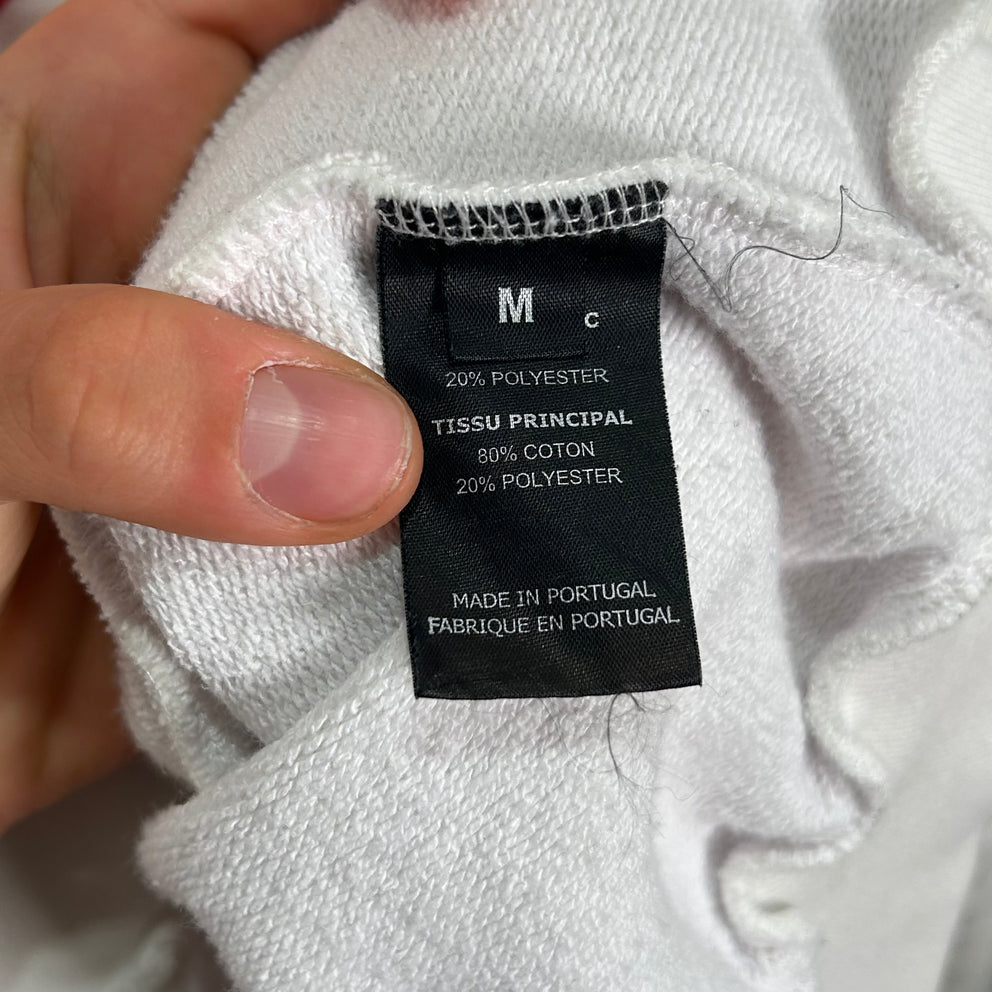 M
C
20% POLYESTER
TISSU PRINCIPAL
80% COTON
20% POLYESTER
MADE IN PORTUGAL
FABRIQUE EN PORTUGAL